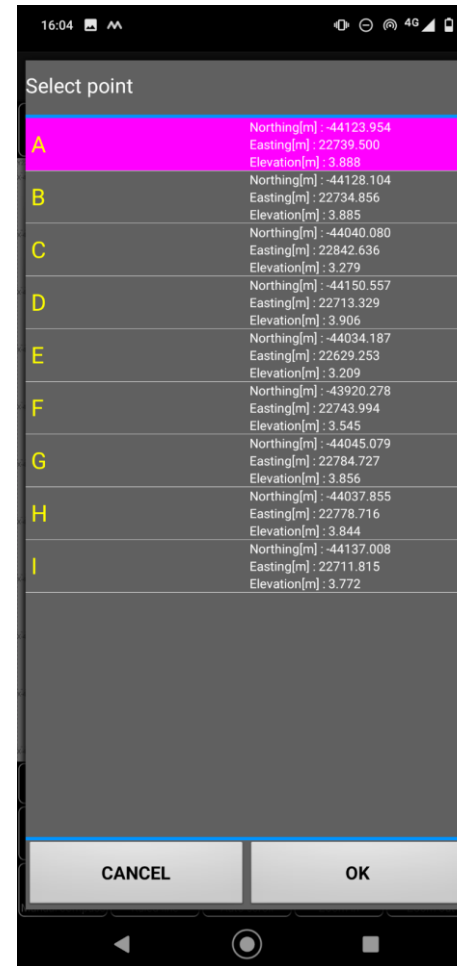 16:04 4G
Select point
A
Northing[m] : -44123.954
Easting[m] : 22739.500
Elevation[m] : 3.888
B
Northing[m] : -44128.104
Easting[m] : 22734.856
Elevation[m] : 3.885
C
Northing[m] : -44040.080
Easting[m] : 22842.636
Elevation[m] : 3.279
D
Northing[m] : -44150.557
Easting[m] : 22713.329
Elevation[m] : 3.906
E
Northing[m] : -44034.187
Easting[m] : 22629.253
Elevation[m] : 3.209
F
Northing[m] : -43920.278
Easting[m] : 22743.994
Elevation[m] : 3.545
G
Northing[m] : -44045.079
Easting[m] : 22784.727
Elevation[m] : 3.856
H
Northing[m] : -44037.855
Easting[m] : 22778.716
Elevation[m] : 3.844
I
Northing[m] : -44137.008
Easting[m] : 22711.815
Elevation[m] : 3.772
CANCEL OK